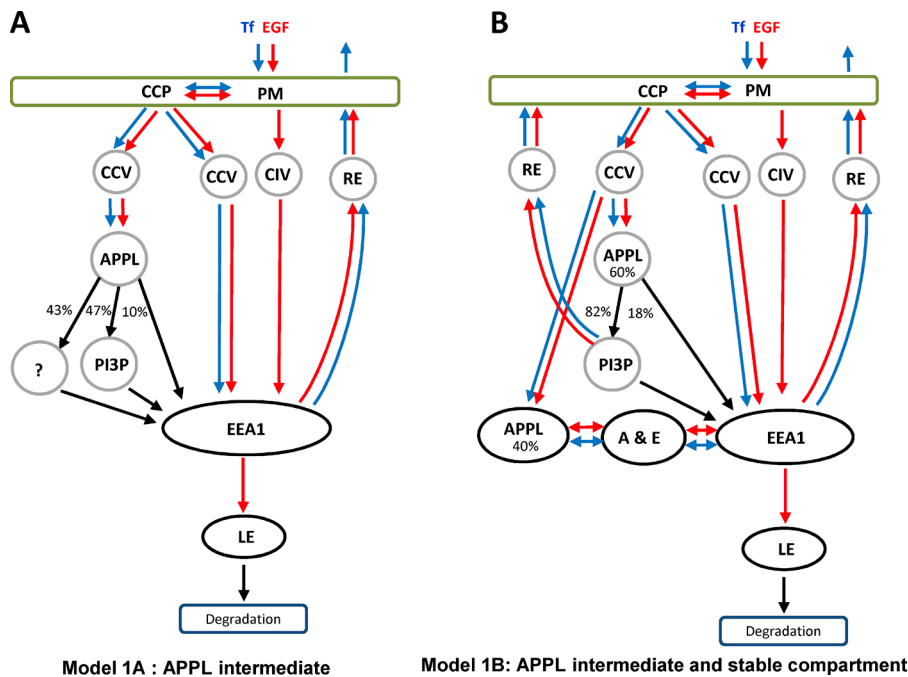 A
Tf EGF
CCP PM
CCV CCV CIV RE
APPL
43% 47% 10%
? PI3P
EEA1
LE
Degradation
Model 1A : APPL intermediate
B
Tf EGF
CCP PM
RE CCV CCV CIV RE
APPL
60%
82% 18%
PI3P
APPL
40%
A & E
EEA1
LE
Degradation
Model 1B: APPL intermediate and stable compartment